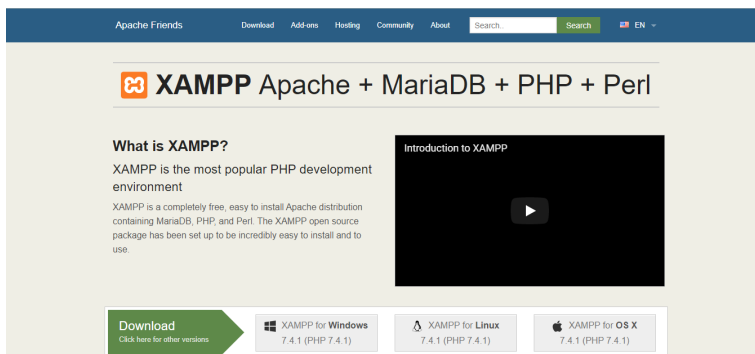 Apache Friends
Download Add-ons Hosting Community About Search.. Search EN
XAMPP Apache + MariaDB + PHP + Perl
What is XAMPP?
XAMPP is the most popular PHP development
environment
XAMPP is a completely free, easy to install Apache distribution
containing MariaDB, PHP, and Perl. The XAMPP open source
package has been set up to be incredibly easy to install and to
use.
Introduction to XAMPP
Download
Click here for other versions
XAMPP for Windows
7.4.1 (PHP 7.4.1)
XAMPP for Linux
7.4.1 (PHP 7.4.1)
XAMPP for OS X
7.4.1 (PHP 7.4.1)